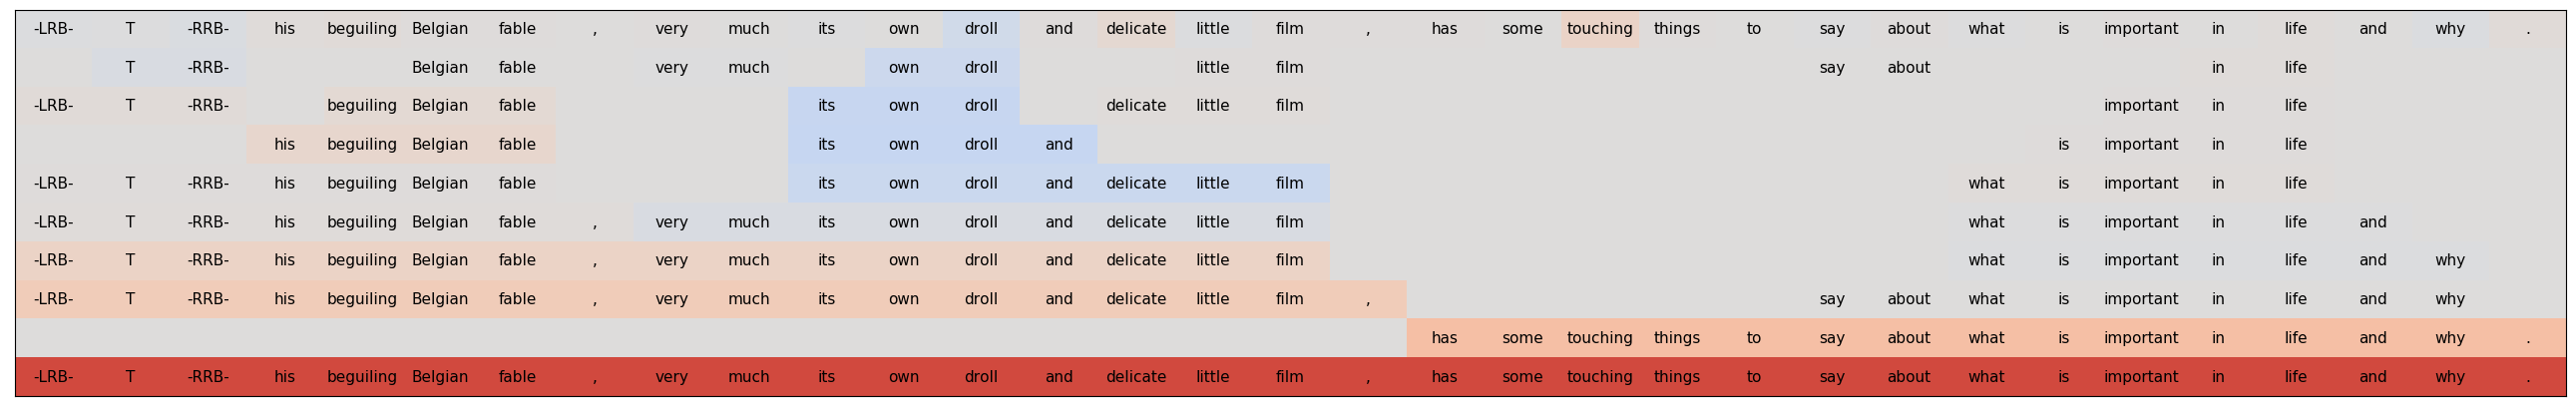 -LRB- T -RRB- his beguiling Belgian fable , very much its own droll and delicate little film , has some touching things to say about what is important in life and why .
T -RRB- Belgian fable very much own droll little film say about in life
-LRB- T -RRB- beguiling Belgian fable its own droll delicate little film important in life
his beguiling Belgian fable its own droll and is important in life
-LRB- T -RRB- his beguiling Belgian fable its own droll and delicate little film what is important in life
-LRB- T -RRB- his beguiling Belgian fable , very much its own droll and delicate little film what is important in life and
-LRB- T -RRB- his beguiling Belgian fable , very much its own droll and delicate little film what is important in life and why
-LRB- T -RRB- his beguiling Belgian fable , very much its own droll and delicate little film , say about what is important in life and why
has some touching things to say about what is important in life and why .
-LRB- T -RRB- his beguiling Belgian fable , very much its own droll and delicate little film , has some touching things to say about what is important in life and why .